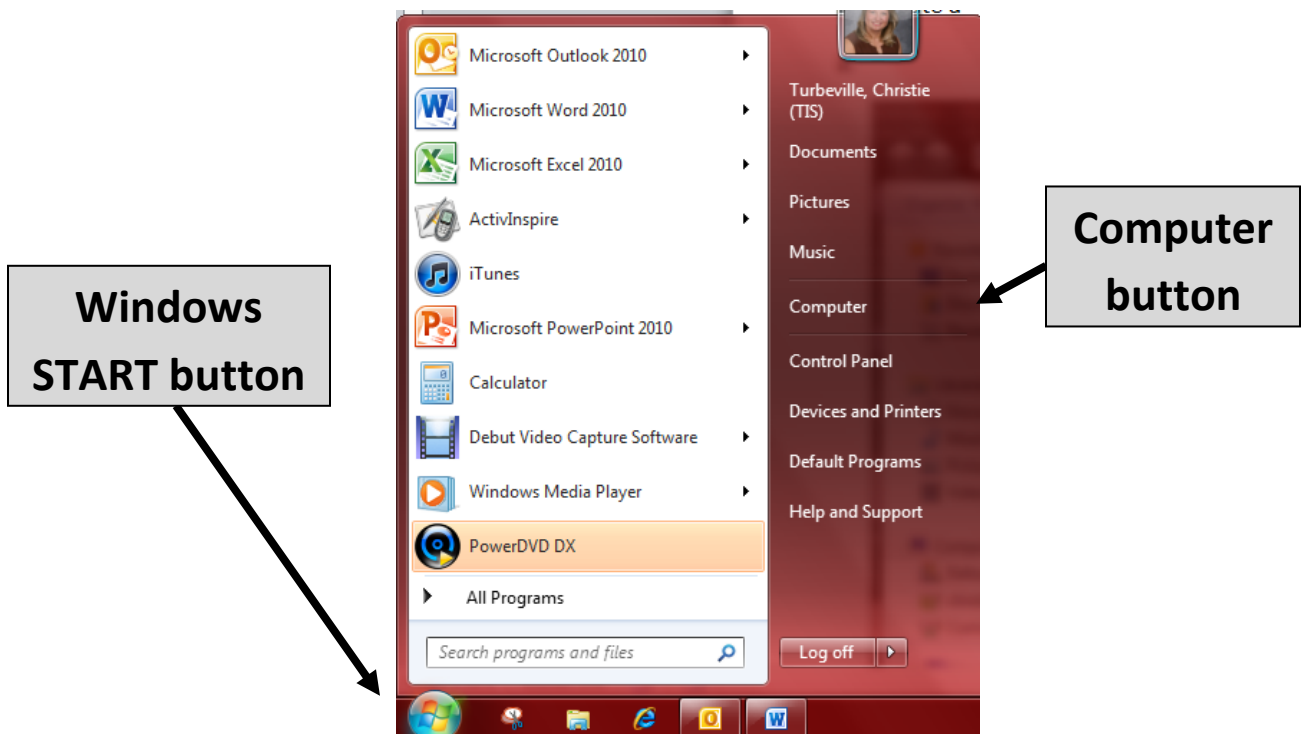 Microsoft Outlook 2010
Microsoft Word 2010
Microsoft Excel 2010
ActivInspire
iTunes
Microsoft PowerPoint 2010
Calculator
Debut Video Capture Software
Windows Media Player
PowerDVD DX
All Programs
Search programs and files
Turbeville, Christie
(TIS)
Documents
Pictures
Music
Computer
Control Panel
Devices and Printers
Default Programs
Help and Support
Log off
Windows
START button
Computer
button